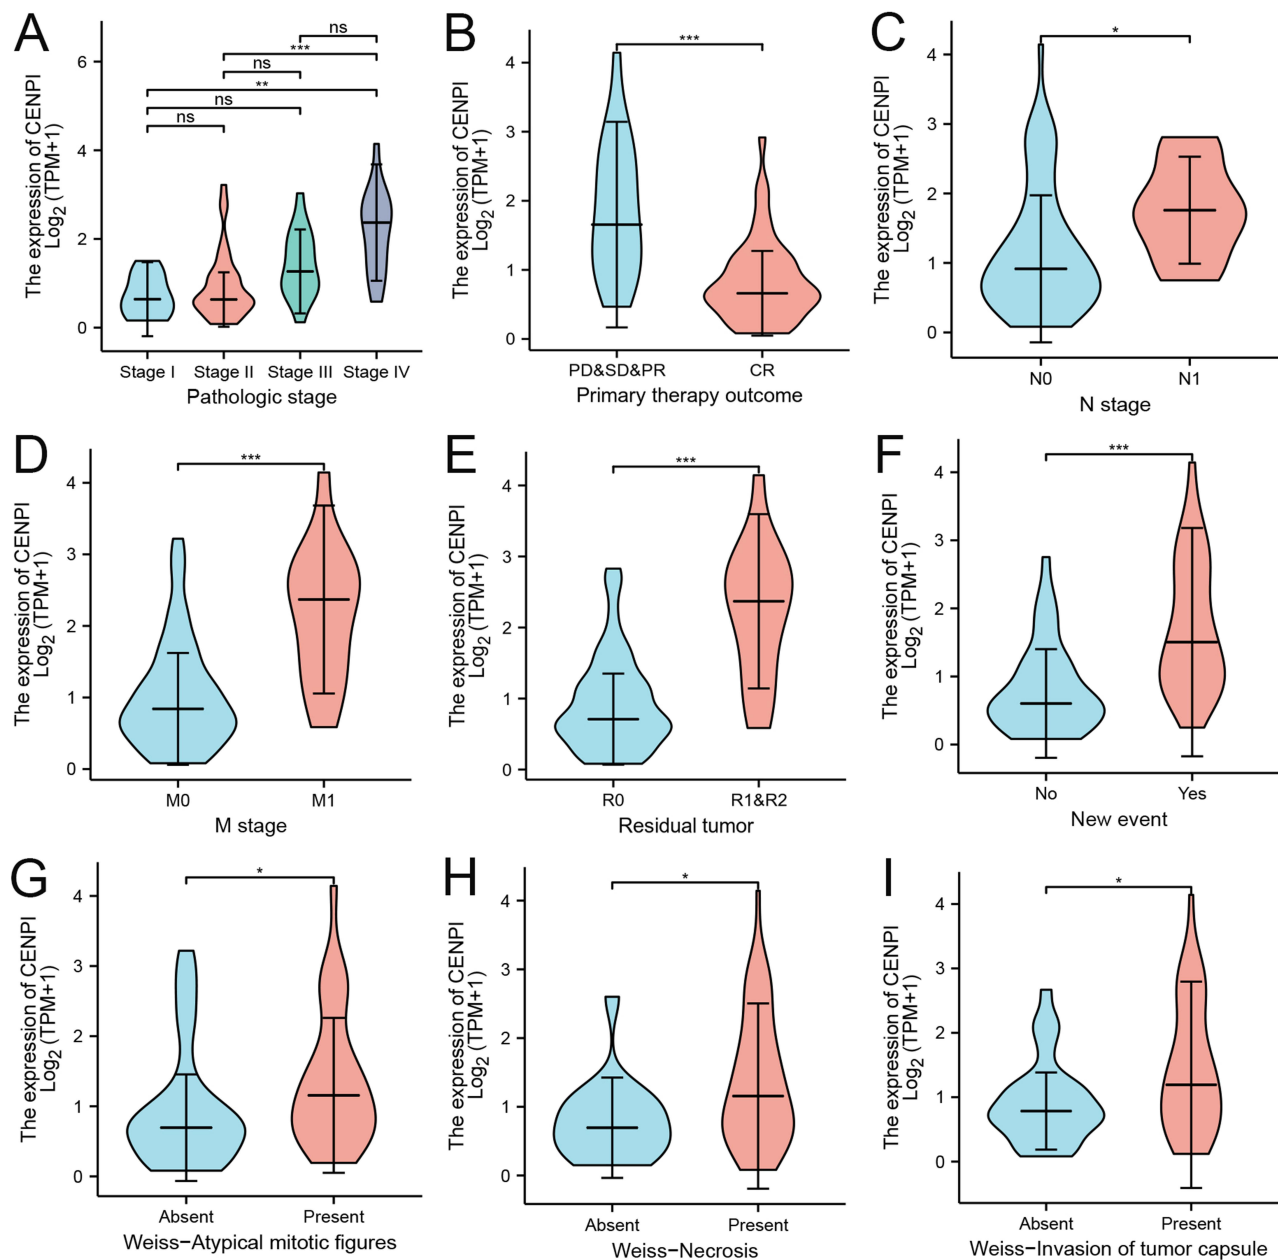 A
The expression of CENPI
Log2 (TPM+1)
6
4
2
0
ns
***
ns
**
ns
ns
Stage I Stage II Stage III Stage IV
Pathologic stage
B
The expression of CENPI
Log2 (TPM+1)
4
3
2
1
0
***
PD&SD&PR CR
Primary therapy outcome
C
The expression of CENPI
Log2 (TPM+1)
4
3
2
1
0
*
N0 N1
N stage
D
The expression of CENPI
Log2 (TPM+1)
4
3
2
1
0
***
M0 M1
M stage
E
The expression of CENPI
Log2 (TPM+1)
4
3
2
1
0
***
R0 R1&R2
Residual tumor
F
The expression of CENPI
Log2 (TPM+1)
4
3
2
1
0
***
No Yes
New event
G
The expression of CENPI
Log2 (TPM+1)
4
3
2
1
0
*
Absent Present
Weiss−Atypical mitotic figures
H
The expression of CENPI
Log2 (TPM+1)
4
3
2
1
0
*
Absent Present
Weiss−Necrosis
I
The expression of CENPI
Log2 (TPM+1)
4
3
2
1
0
*
Absent Present
Weiss−Invasion of tumor capsule